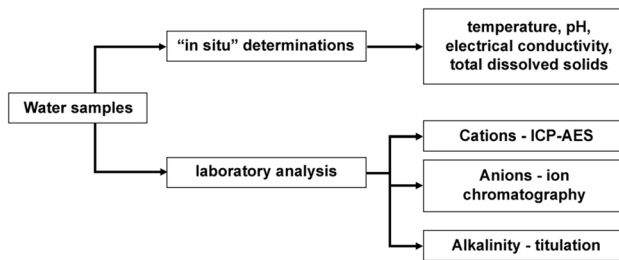 temperature, pH,
electrical conductivity,
total dissolved solids
“in situ” determinations
Water samples
Cations - ICP-AES
laboratory analysis
Anions - ion
chromatography
Alkalinity - titulation